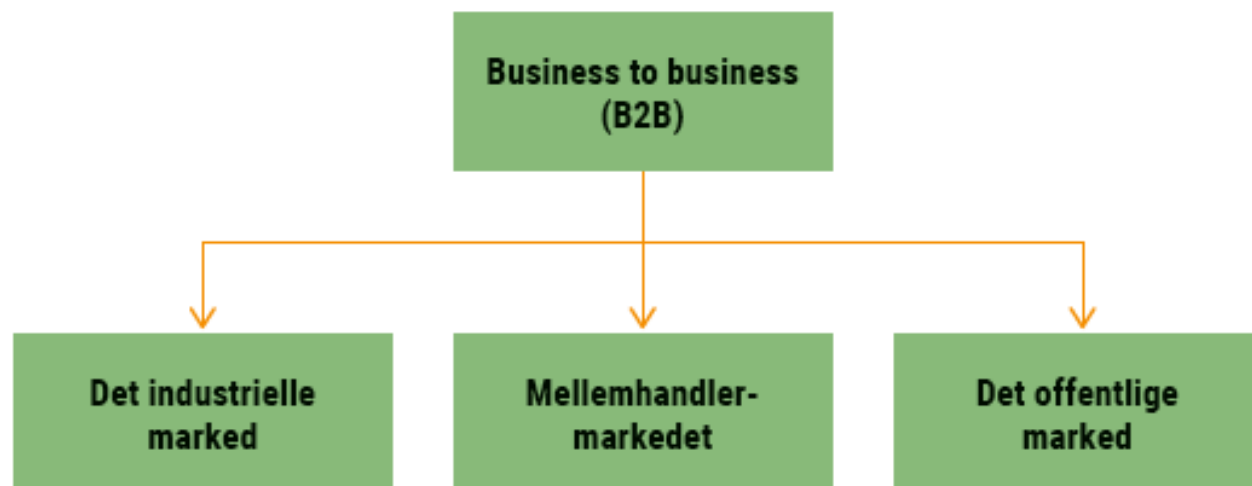 Business to business
(B2B)
Det industrielle
marked
Mellemhandler-
markedet
Det offentlige
marked